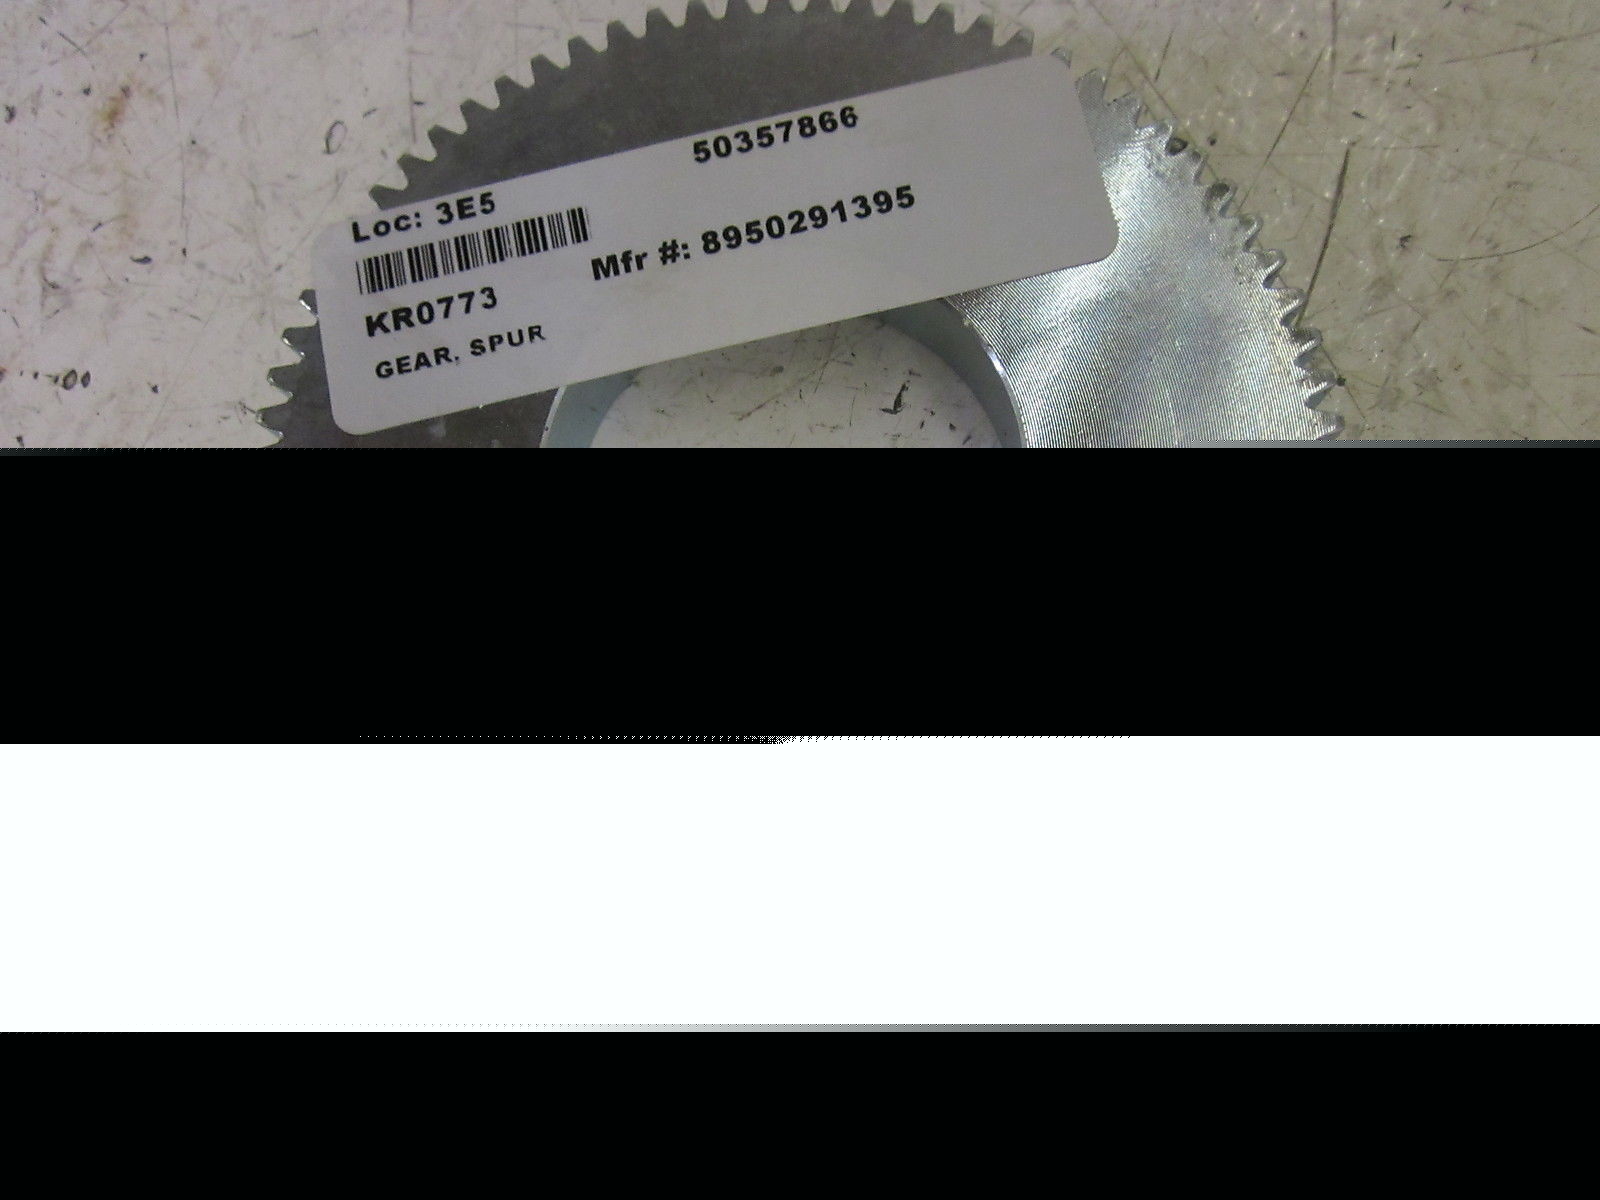 50357866
Loc: 3E5
Mfr #: 8950291395
KR0773
GEAR, SPUR